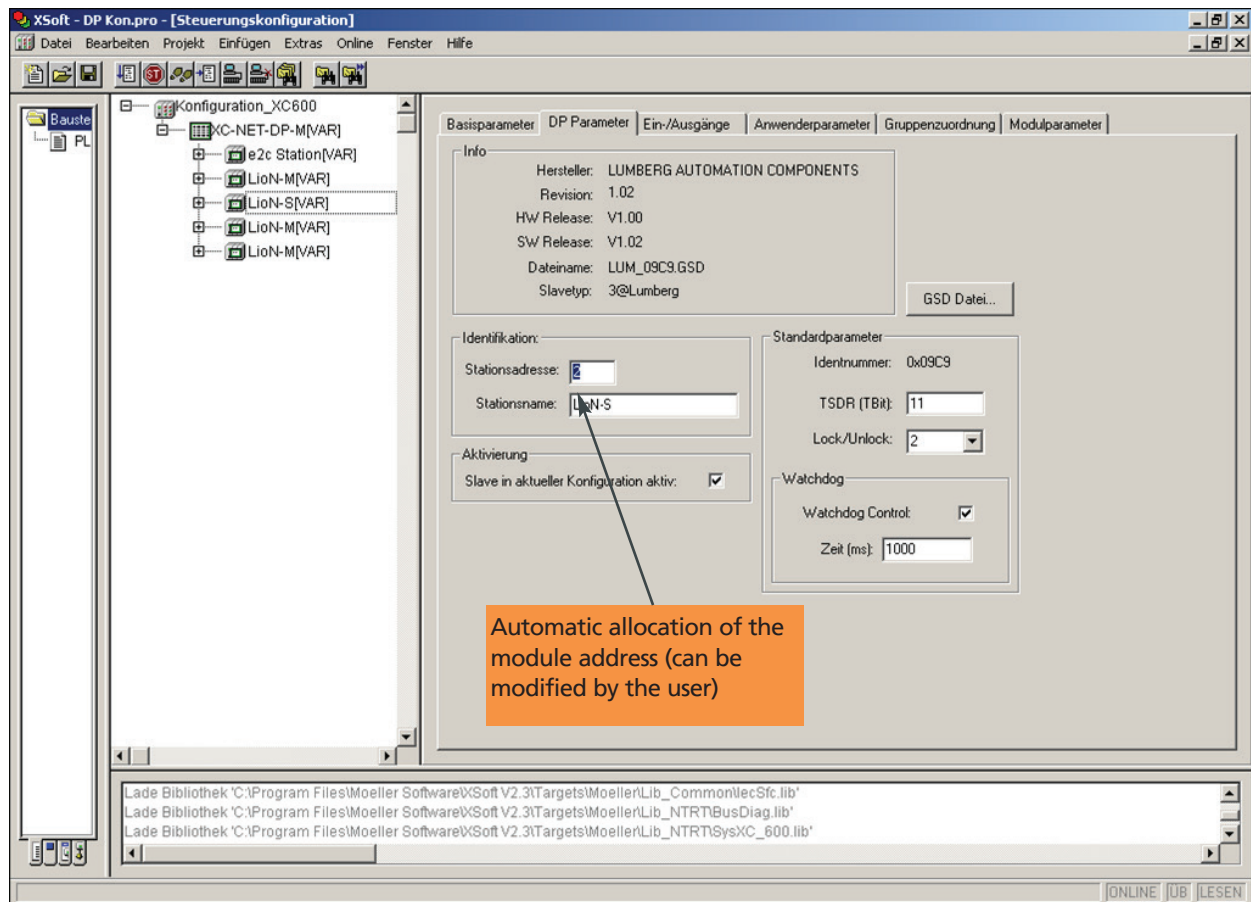 XSoft - DP Kon.pro - [Steuerungskonfiguration]
Datei Bearbeiten Projekt Einfügen Extras Online Fenster Hilfe
Bauste
PL
Konfiguration_XC600
XC-NET-DP-M[VAR]
e2c Station[VAR]
LioN-M[VAR]
LioN-S[VAR]
LioN-M[VAR]
LioN-M[VAR]
Basisparameter DP Parameter Ein-/Ausgänge Anwenderparameter Gruppenzuordnung Modulparameter
Info
Hersteller: LUMBERG AUTOMATION COMPONENTS
Revision: 1.02
HW Release: V1.00
SW Release: V1.02
Dateiname: LUM_09C9.GSD
Slavetyp: 3@Lumberg
GSD Datei...
Identifikation:
Stationsadresse: 2
Stationsname: LioN-S
Aktivierung
Slave in aktueller Konfiguration aktiv:
Standardparameter
Identnummer: 0x09C9
TSDR (TBit): 11
Lock/Unlock: 2
Watchdog
Watchdog Control:
Zeit (ms): 1000
Automatic allocation of the
module address (can be
modified by the user)
Lade Bibliothek 'C:\Program Files\Moeller Software\XSoft V2.3\Targets\Moeller\Lib_Common\IecSfc.lib'
Lade Bibliothek 'C:\Program Files\Moeller Software\XSoft V2.3\Targets\Moeller\Lib_NTRT\BusDiag.lib'
Lade Bibliothek 'C:\Program Files\Moeller Software\XSoft V2.3\Targets\Moeller\Lib_NTRT\SysXC_600.lib'
ONLINE ÜB LESEN